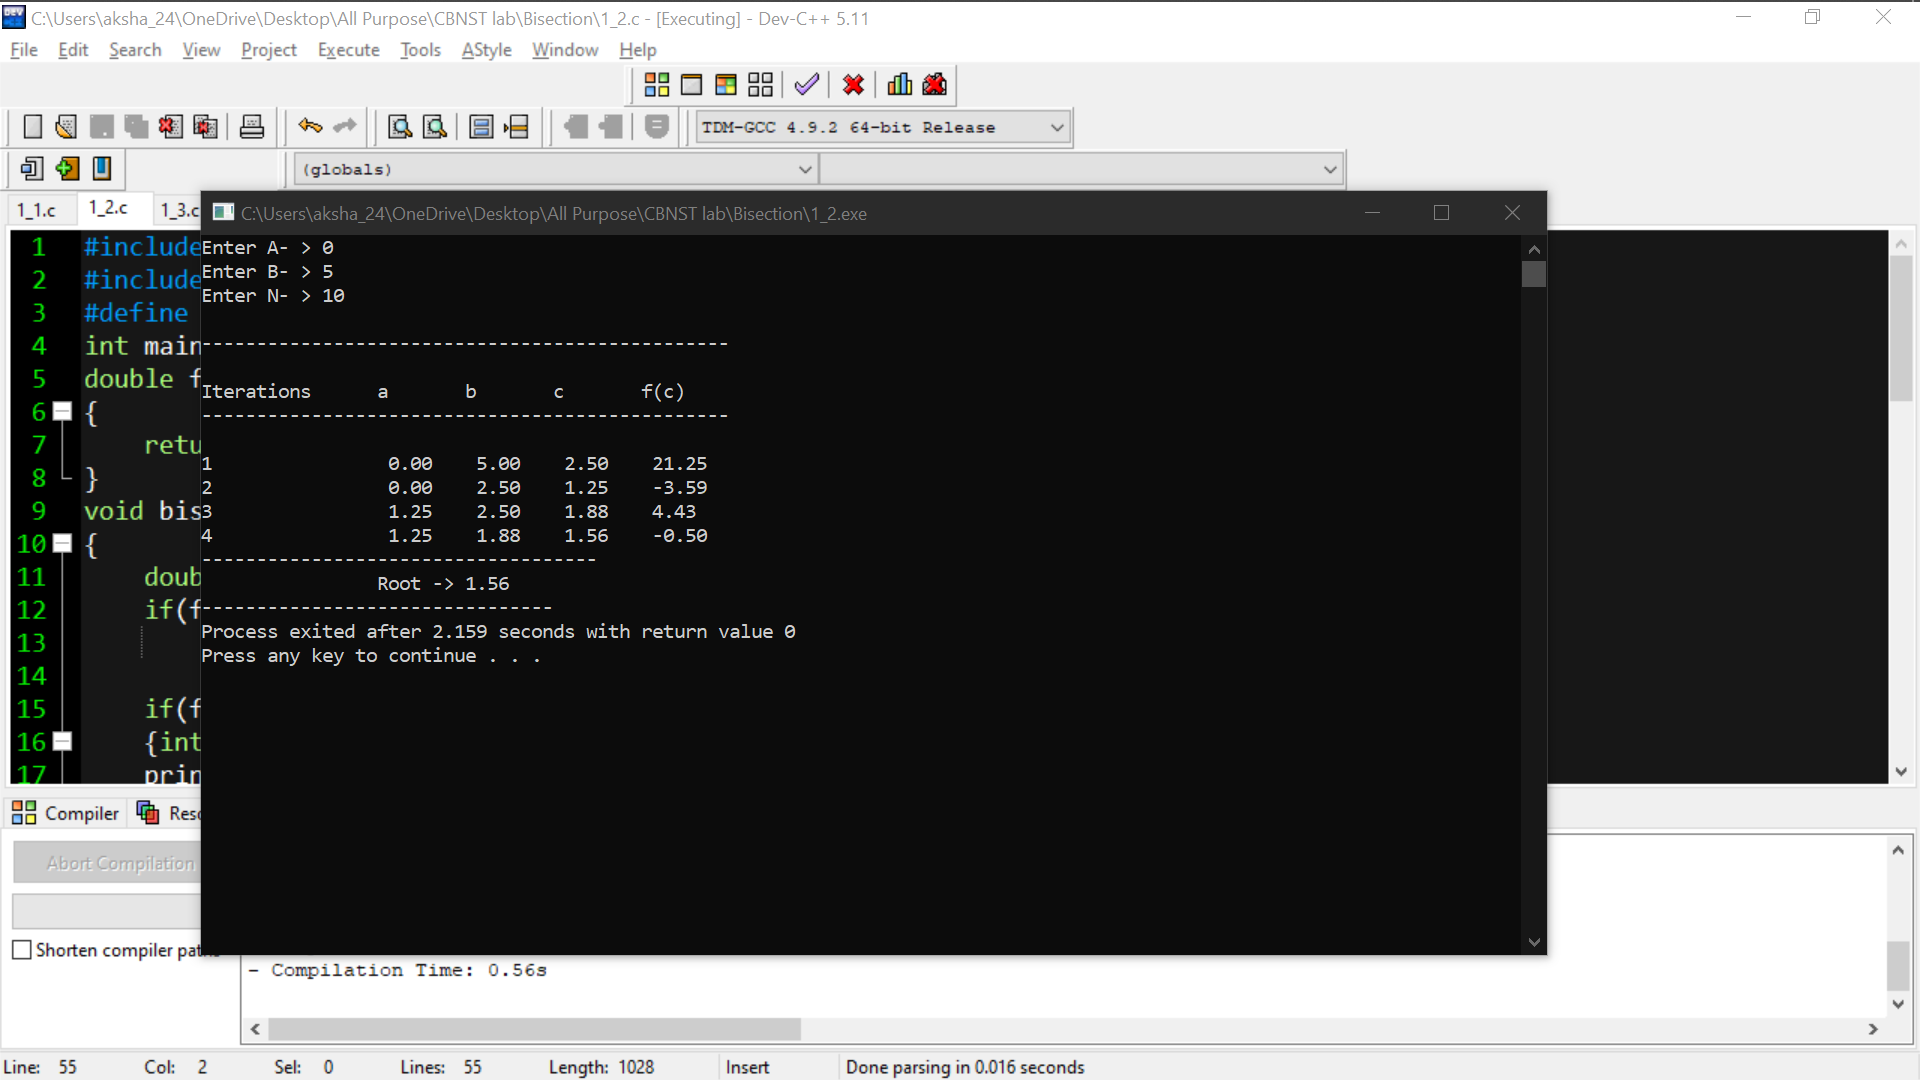 C:\Users\aksha_24\OneDrive\Desktop\All Purpose\CBNST lab\Bisection\1_2.c - [Executing] - Dev-C++ 5.11
File Edit Search View Project Execute Tools AStyle Window Help
TDM-GCC 4.9.2 64-bit Release
(globals)
1_1.c 1_2.c 1_3.c
C:\Users\aksha_24\OneDrive\Desktop\All Purpose\CBNST lab\Bisection\1_2.exe
1 #include
2 #include
3 #define
4 int main
5 double f
6 {
7 retu
8 }
9 void bis
10 {
11 doub
12 if(f
13
14
15 if(f
16 {int
17 prin
Enter A- > 0
Enter B- > 5
Enter N- > 10
------------------------------------------------
Iterations a b c f(c)
------------------------------------------------
1 0.00 5.00 2.50 21.25
2 0.00 2.50 1.25 -3.59
3 1.25 2.50 1.88 4.43
4 1.25 1.88 1.56 -0.50
------------------------------------
Root -> 1.56
--------------------------------
Process exited after 2.159 seconds with return value 0
Press any key to continue . . .
Compiler Reso
Abort Compilation
Shorten compiler pat
- Compilation Time: 0.56s
Line: 55 Col: 2 Sel: 0 Lines: 55 Length: 1028 Insert Done parsing in 0.016 seconds